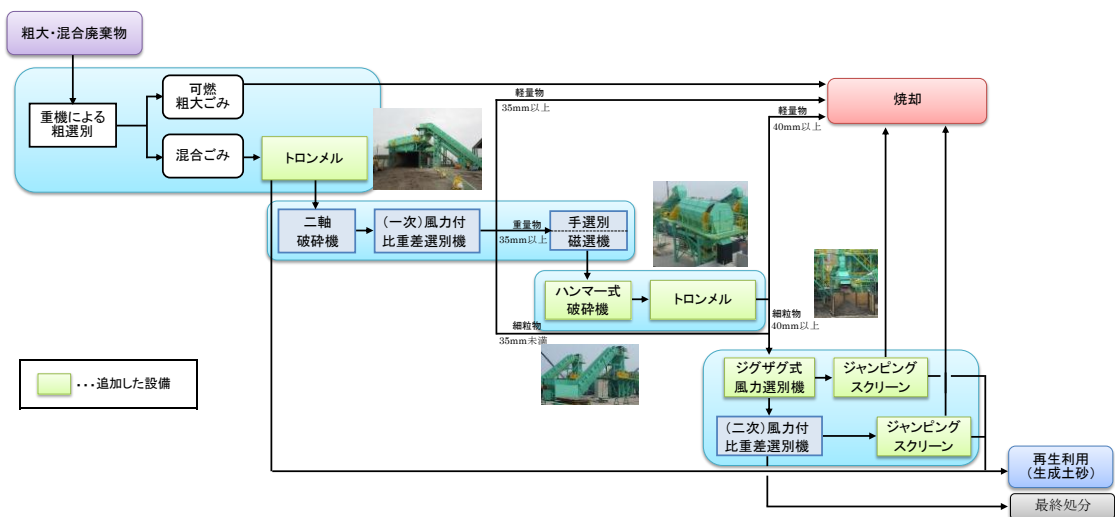 粗大・混合廃棄物
重機による
粗選別
可燃
粗大ごみ
混合ごみ
トロンメル
軽量物
35mm以上
軽量物
40mm以上
焼却
二軸
破砕機
(一次)風力付
比重差選別機
重量物
35mm以上
手選別
磁選機
ハンマー式
破砕機
トロンメル
細粒物
35mm未満
細粒物
40mm以上
・・・追加した設備
ジグザグ式
風力選別機
ジャンピング
スクリーン
(二次)風力付
比重差選別機
ジャンピング
スクリーン
再生利用
(生成土砂)
最終処分